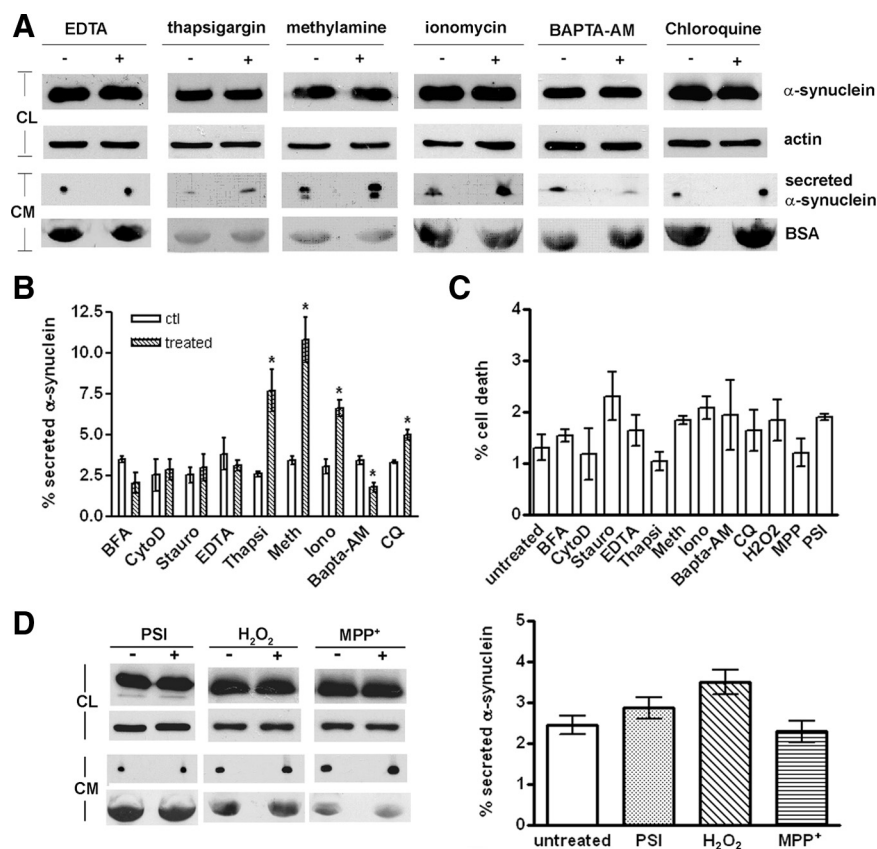 A
EDTA thapsigargin methylamine ionomycin BAPTA-AM Chloroquine
- + - + - + - + - + - +
CL
α-synuclein
actin
CM
secreted
α-synuclein
BSA
B
% secreted α-synuclein
12.5
10.0
7.5
5.0
2.5
0.0
ctl
treated
* * * * *
BFA CytoD Stauro EDTA Thapsi Meth Iono Bapta-AM CQ
C
% cell death
4
3
2
1
0
untreated BFA CytoD Stauro EDTA Thapsi Meth Iono Bapta-AM CQ H2O2 MPP PSI
D
PSI H₂O₂ MPP⁺
- + - + - +
CL
CM
% secreted α-synuclein
5
4
3
2
1
0
untreated PSI H₂O₂ MPP⁺